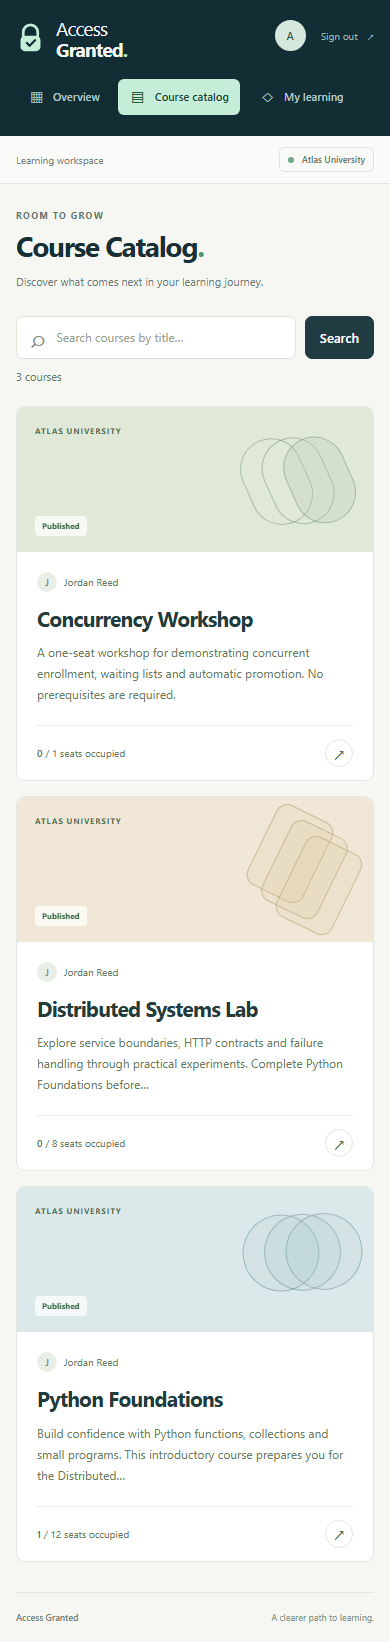 Access
Granted.
A
Sign out ↗
Overview
Course catalog
My learning
Learning workspace
Atlas University
ROOM TO GROW
Course Catalog.
Discover what comes next in your learning journey.
Search courses by title...
Search
3 courses
ATLAS UNIVERSITY
Published
J Jordan Reed
Concurrency Workshop
A one-seat workshop for demonstrating concurrent
enrollment, waiting lists and automatic promotion. No
prerequisites are required.
0 / 1 seats occupied ↗
ATLAS UNIVERSITY
Published
J Jordan Reed
Distributed Systems Lab
Explore service boundaries, HTTP contracts and failure
handling through practical experiments. Complete Python
Foundations before...
0 / 8 seats occupied ↗
ATLAS UNIVERSITY
Published
J Jordan Reed
Python Foundations
Build confidence with Python functions, collections and
small programs. This introductory course prepares you for
the Distributed...
1 / 12 seats occupied ↗
Access Granted
A clearer path to learning.